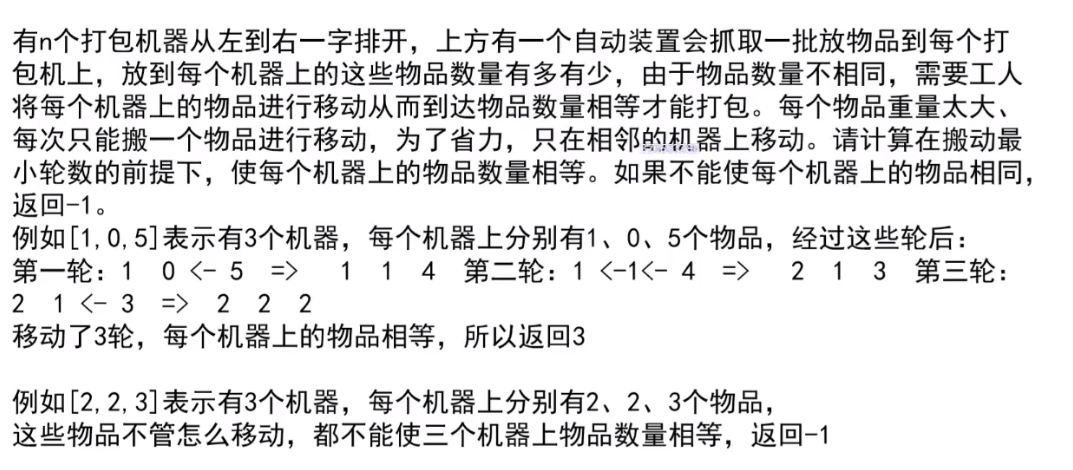 有n个打包机器从左到右一字排开，上方有一个自动装置会抓取一批放物品到每个打
包机上，放到每个机器上的这些物品数量有多有少，由于物品数量不相同，需要工人
将每个机器上的物品进行移动从而到达物品数量相等才能打包。每个物品重量太大、
每次只能搬一个物品进行移动，为了省力，只在相邻的机器上移动。请计算在搬动最
小轮数的前提下，使每个机器上的物品数量相等。如果不能使每个机器上的物品相同，
返回-1。
例如[1,0,5]表示有3个机器，每个机器上分别有1、0、5个物品，经过这些轮后：
第一轮：1 0 <- 5 => 1 1 4 第二轮：1 <-1<- 4 => 2 1 3 第三轮：
2 1 <- 3 => 2 2 2
移动了3轮，每个机器上的物品相等，所以返回3
例如[2,2,3]表示有3个机器，每个机器上分别有2、2、3个物品，
这些物品不管怎么移动，都不能使三个机器上物品数量相等，返回-1